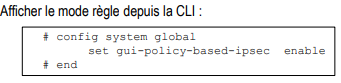 Afficher le mode règle depuis la CLI :
# config system global
set gui-policy-based-ipsec enable
# end